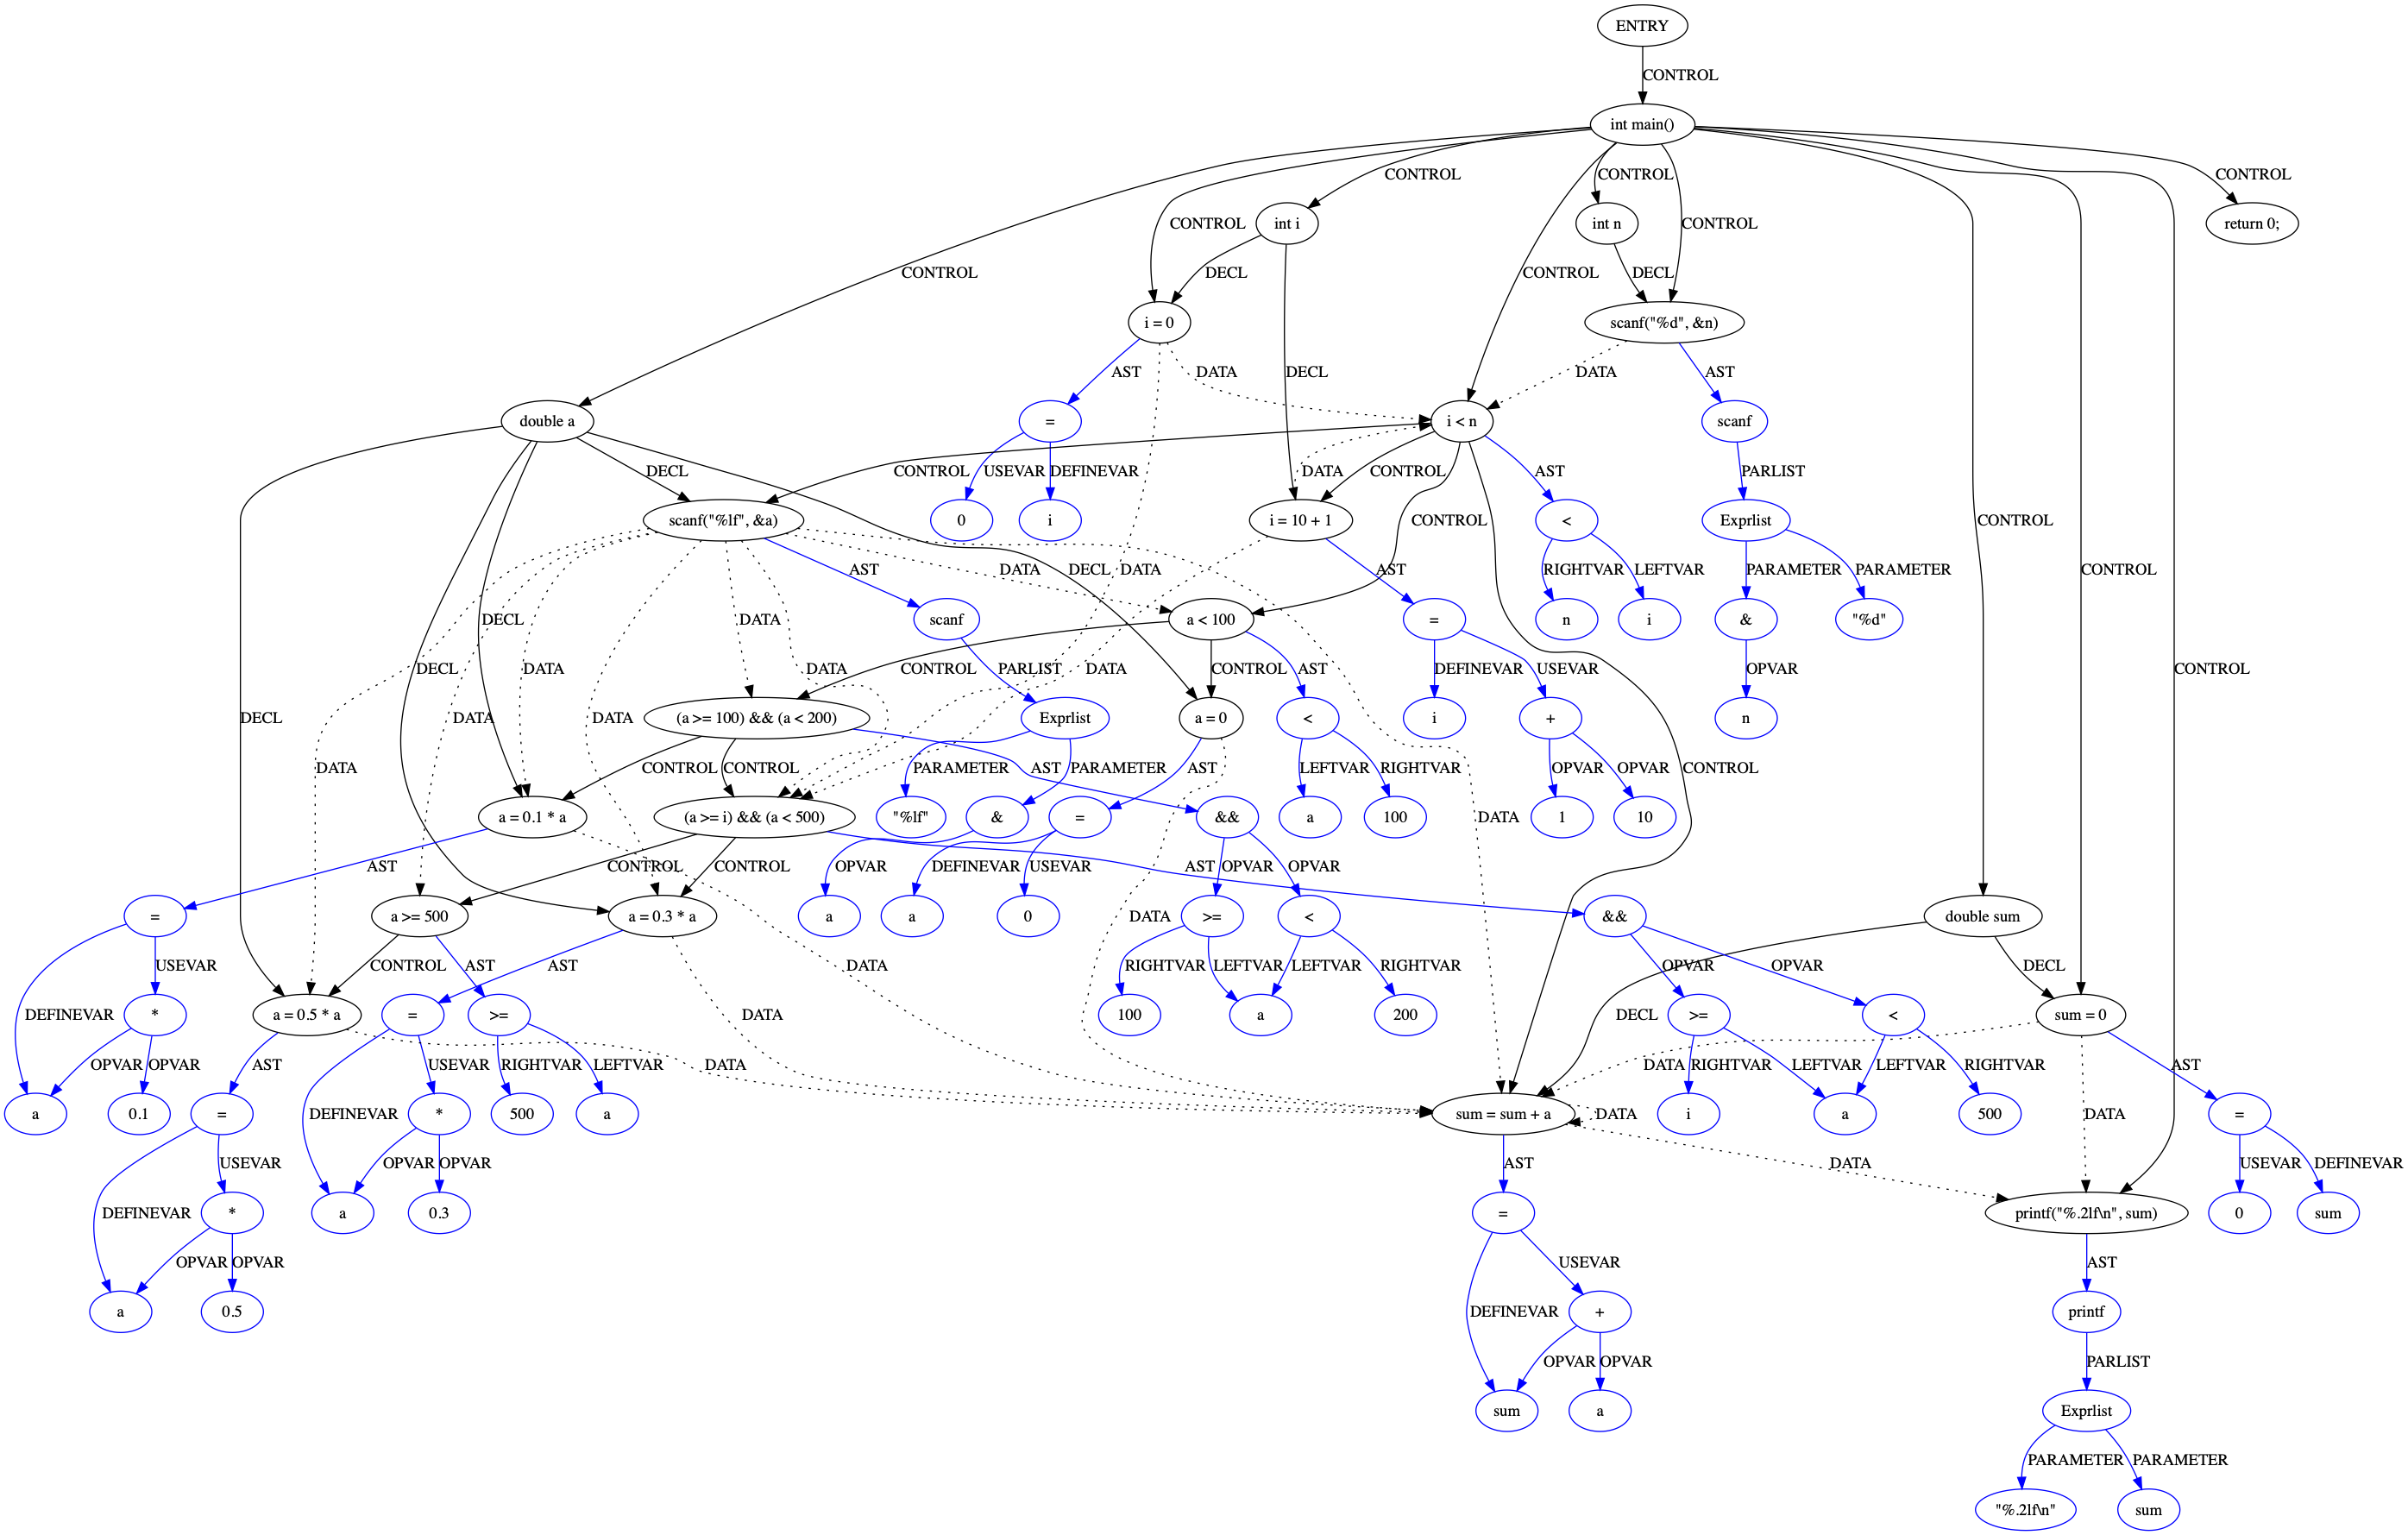 ENTRY
CONTROL
int main()
CONTROL CONTROL CONTROL
CONTROL int i int n CONTROL return 0;
CONTROL DECL CONTROL DECL
i = 0 scanf("%d", &n)
AST DATA DATA AST
double a = i < n scanf
DECL CONTROL USEVAR DEFINEVAR DATA CONTROL AST PARLIST
scanf("%lf", &a) 0 i i = 10 + 1 CONTROL < Exprlist CONTROL
AST DATA DECL DATA AST RIGHTVAR LEFTVAR PARAMETER PARAMETER CONTROL
DECL DATA scanf a < 100 = n i & "%d"
DECL DATA CONTROL PARLIST DATA CONTROL AST DEFINEVAR USEVAR OPVAR CONTROL
DECL DATA DATA (a >= 100) && (a < 200) Exprlist a = 0 < i + n
DATA CONTROL CONTROL PARAMETER AST PARAMETER AST LEFTVAR RIGHTVAR OPVAR OPVAR CONTROL
a = 0.1 * a (a >= i) && (a < 500) "%lf" & = && a 100 DATA 1 10
AST CONTROL CONTROL OPVAR DEFINEVAR USEVAR AST OPVAR OPVAR
= a >= 500 a = 0.3 * a a a 0 DATA >= < && double sum
USEVAR CONTROL AST AST DATA RIGHTVAR LEFTVAR LEFTVAR RIGHTVAR OPVAR OPVAR DECL
DEFINEVAR * a = 0.5 * a = >= DATA 100 a 200 DECL >= < sum = 0
OPVAR OPVAR AST USEVAR RIGHTVAR LEFTVAR DATA DATA RIGHTVAR LEFTVAR LEFTVAR RIGHTVAR AST
a 0.1 = DEFINEVAR * 500 a sum = sum + a DATA i a 500 DATA =
USEVAR OPVAR OPVAR AST DATA USEVAR DEFINEVAR
DEFINEVAR * a 0.3 = printf("%.2lf\n", sum) 0 sum
OPVAR OPVAR USEVAR AST
a 0.5 DEFINEVAR + printf
OPVAR OPVAR PARLIST
sum a Exprlist
PARAMETER PARAMETER
"%.2lf\n" sum